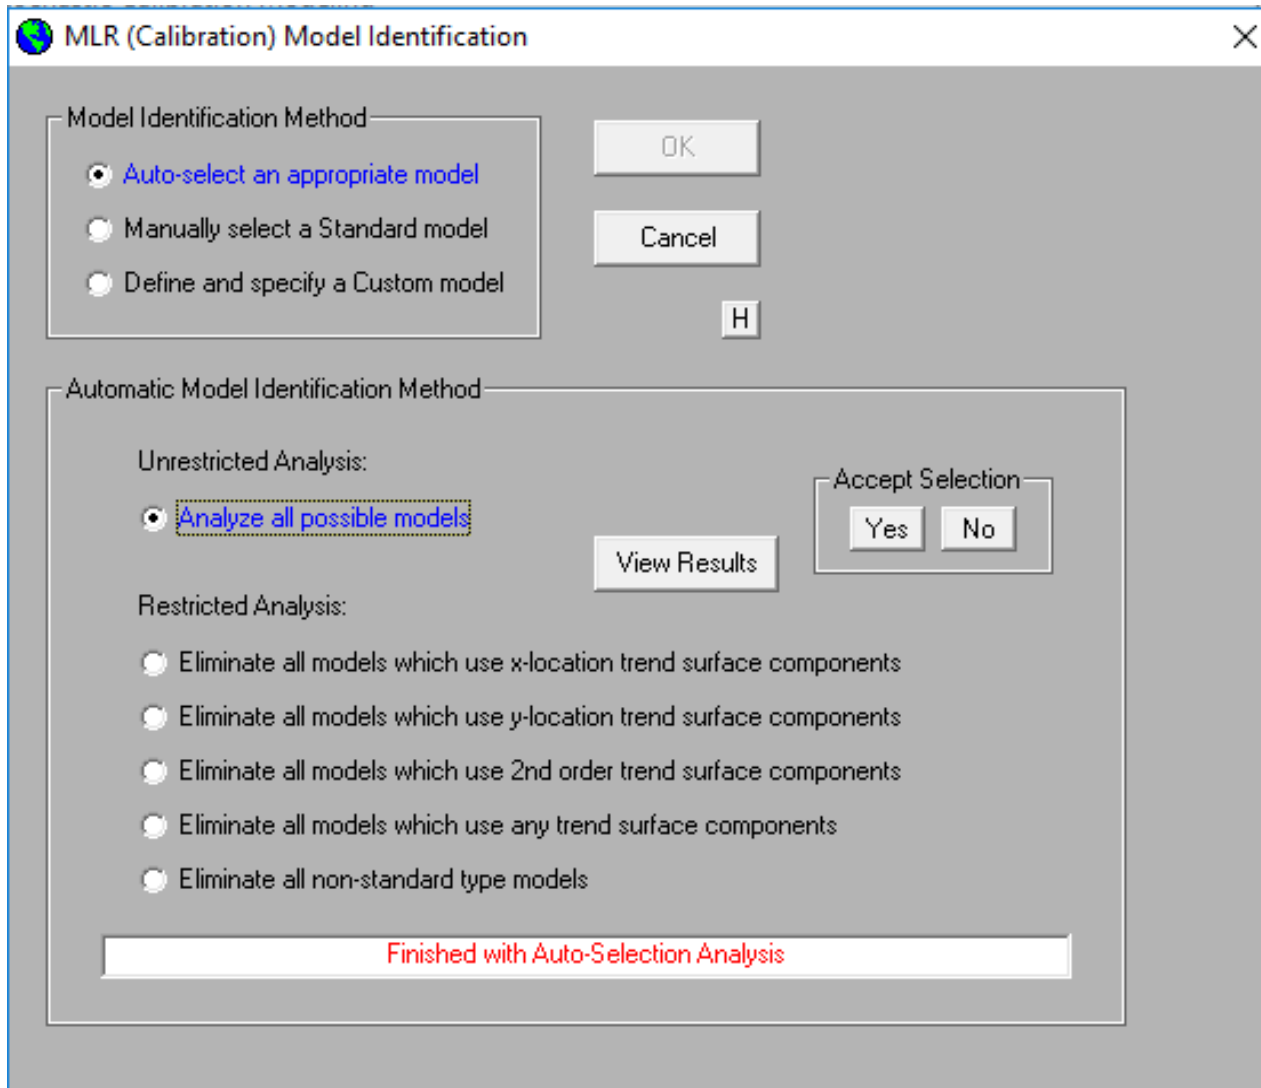 MLR (Calibration) Model Identification
Model Identification Method
Auto-select an appropriate model
Manually select a Standard model
Define and specify a Custom model
OK
Cancel
H
Automatic Model Identification Method
Unrestricted Analysis:
Analyze all possible models
View Results
Accept Selection
Yes No
Restricted Analysis:
Eliminate all models which use x-location trend surface components
Eliminate all models which use y-location trend surface components
Eliminate all models which use 2nd order trend surface components
Eliminate all models which use any trend surface components
Eliminate all non-standard type models
Finished with Auto-Selection Analysis